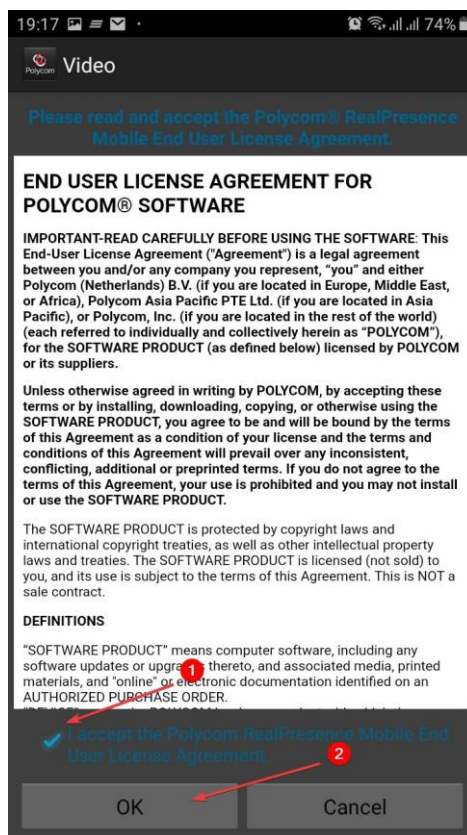 19:17 74%
Polycom Video
Please read and accept the Polycom® RealPresence
Mobile End User License Agreement.
END USER LICENSE AGREEMENT FOR
POLYCOM® SOFTWARE
IMPORTANT-READ CAREFULLY BEFORE USING THE SOFTWARE: This
End-User License Agreement ("Agreement") is a legal agreement
between you and/or any company you represent, “you” and either
Polycom (Netherlands) B.V. (if you are located in Europe, Middle East,
or Africa), Polycom Asia Pacific PTE Ltd. (if you are located in Asia
Pacific), or Polycom, Inc. (if you are located in the rest of the world)
(each referred to individually and collectively herein as “POLYCOM”),
for the SOFTWARE PRODUCT (as defined below) licensed by POLYCOM
or its suppliers.
Unless otherwise agreed in writing by POLYCOM, by accepting these
terms or by installing, downloading, copying, or otherwise using the
SOFTWARE PRODUCT, you agree to be and will be bound by the terms
of this Agreement as a condition of your license and the terms and
conditions of this Agreement will prevail over any inconsistent,
conflicting, additional or preprinted terms. If you do not agree to the
terms of this Agreement, your use is prohibited and you may not install
or use the SOFTWARE PRODUCT.
The SOFTWARE PRODUCT is protected by copyright laws and
international copyright treaties, as well as other intellectual property
laws and treaties. The SOFTWARE PRODUCT is licensed (not sold) to
you, and its use is subject to the terms of this Agreement. This is NOT a
sale contract.
DEFINITIONS
“SOFTWARE PRODUCT” means computer software, including any
software updates or upgrades thereto, and associated media, printed
materials, and "online" or electronic documentation identified on an
AUTHORIZED PURCHASE ORDER.
1
I accept the Polycom RealPresence Mobile End
User License Agreement.
2
OK Cancel